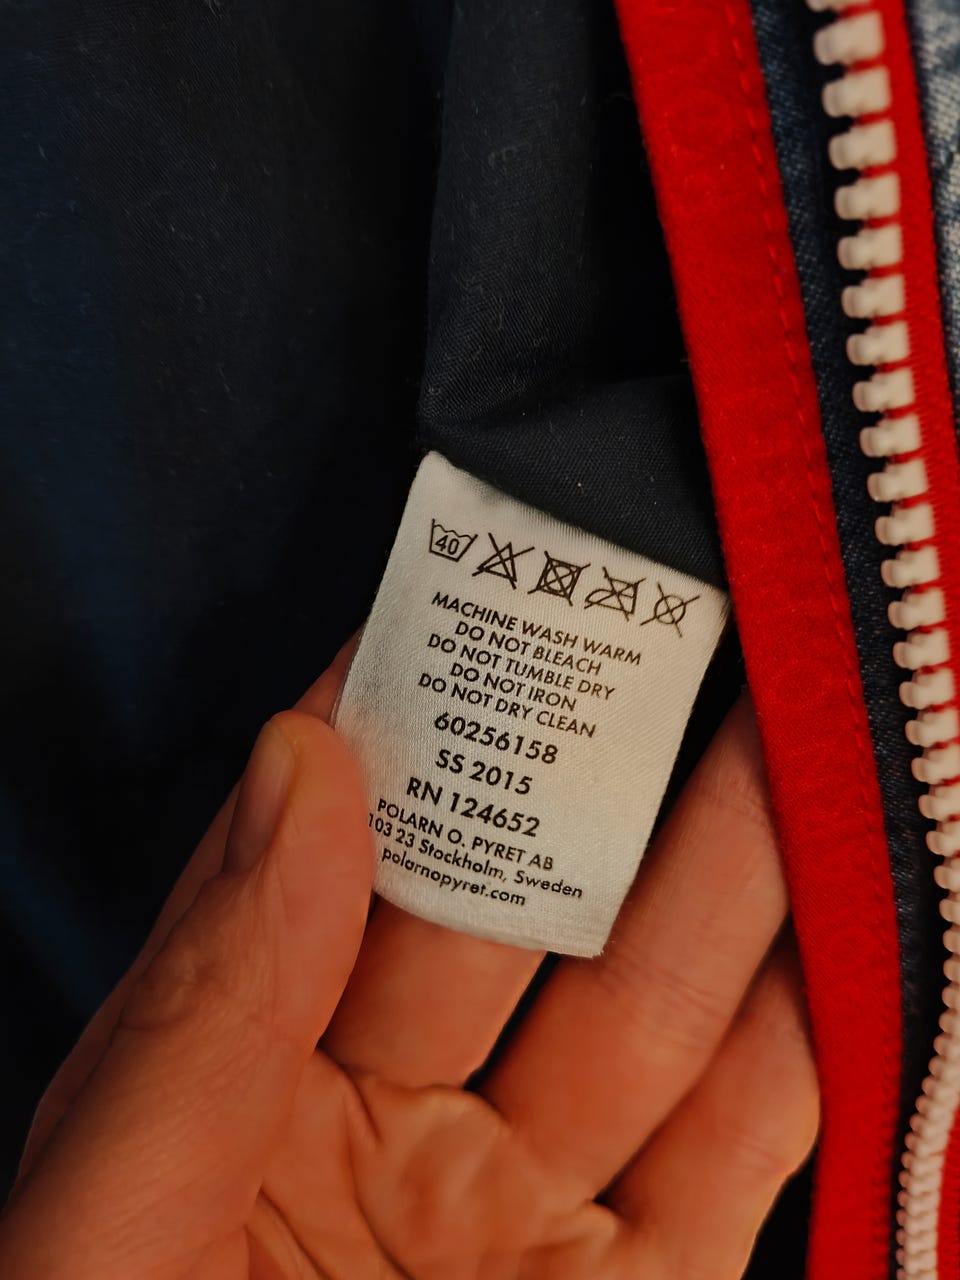 40
MACHINE WASH WARM
DO NOT BLEACH
DO NOT TUMBLE DRY
DO NOT IRON
DO NOT DRY CLEAN
60256158
SS 2015
RN 124652
POLARN O. PYRET AB
103 23 Stockholm, Sweden
polarnopyret.com